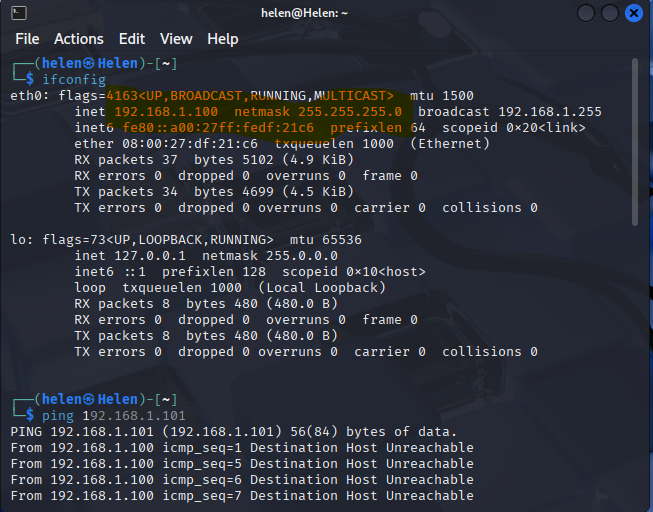 helen@Helen: ~
File Actions Edit View Help
┌──(helen㉿Helen)-[~]
└─$ ifconfig
eth0: flags=4163<UP,BROADCAST,RUNNING,MULTICAST> mtu 1500
inet 192.168.1.100 netmask 255.255.255.0 broadcast 192.168.1.255
inet6 fe80::a00:27ff:fedf:21c6 prefixlen 64 scopeid 0×20<link>
ether 08:00:27:df:21:c6 txqueuelen 1000 (Ethernet)
RX packets 37 bytes 5102 (4.9 KiB)
RX errors 0 dropped 0 overruns 0 frame 0
TX packets 34 bytes 4699 (4.5 KiB)
TX errors 0 dropped 0 overruns 0 carrier 0 collisions 0
lo: flags=73<UP,LOOPBACK,RUNNING> mtu 65536
inet 127.0.0.1 netmask 255.0.0.0
inet6 ::1 prefixlen 128 scopeid 0×10<host>
loop txqueuelen 1000 (Local Loopback)
RX packets 8 bytes 480 (480.0 B)
RX errors 0 dropped 0 overruns 0 frame 0
TX packets 8 bytes 480 (480.0 B)
TX errors 0 dropped 0 overruns 0 carrier 0 collisions 0
┌──(helen㉿Helen)-[~]
└─$ ping 192.168.1.101
PING 192.168.1.101 (192.168.1.101) 56(84) bytes of data.
From 192.168.1.100 icmp_seq=1 Destination Host Unreachable
From 192.168.1.100 icmp_seq=5 Destination Host Unreachable
From 192.168.1.100 icmp_seq=6 Destination Host Unreachable
From 192.168.1.100 icmp_seq=7 Destination Host Unreachable